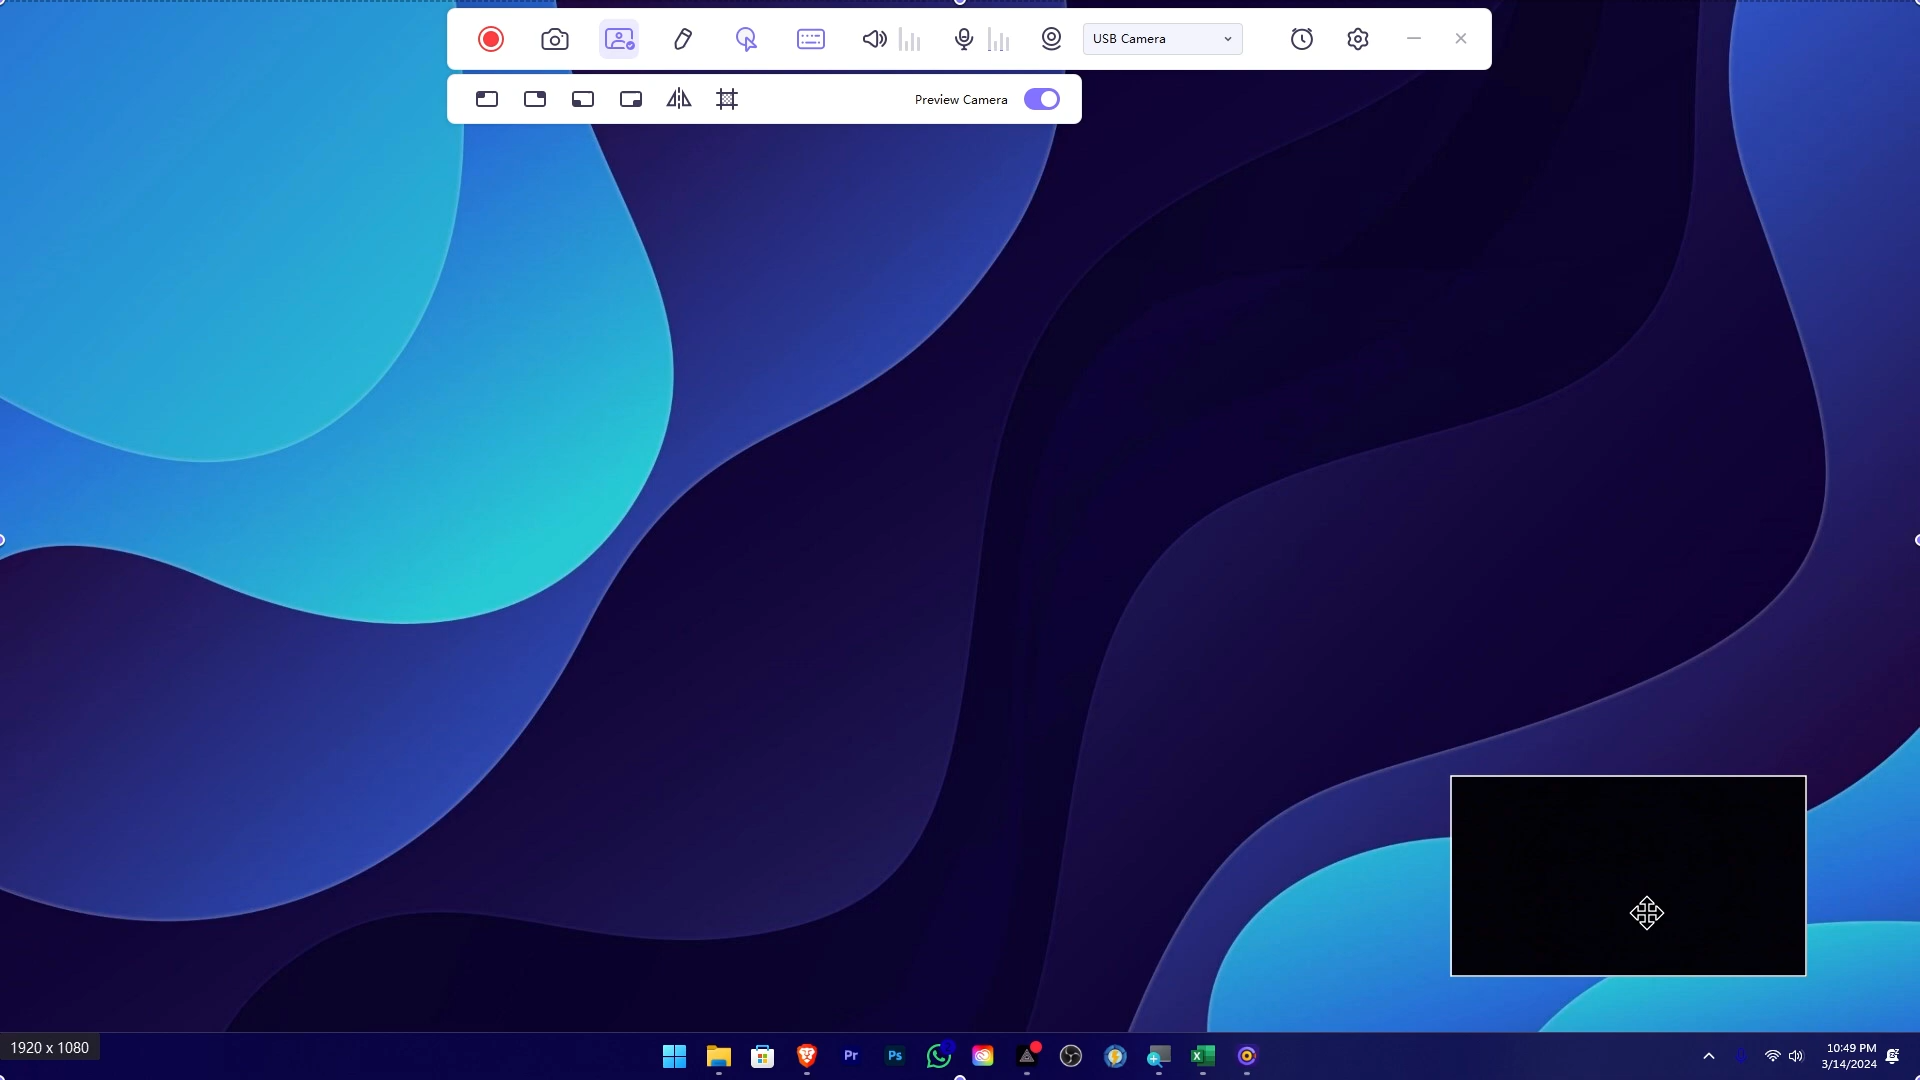 USB Camera
Preview Camera
1920 x 1080
Pr
Ps
X
10:49 PM
3/14/2024